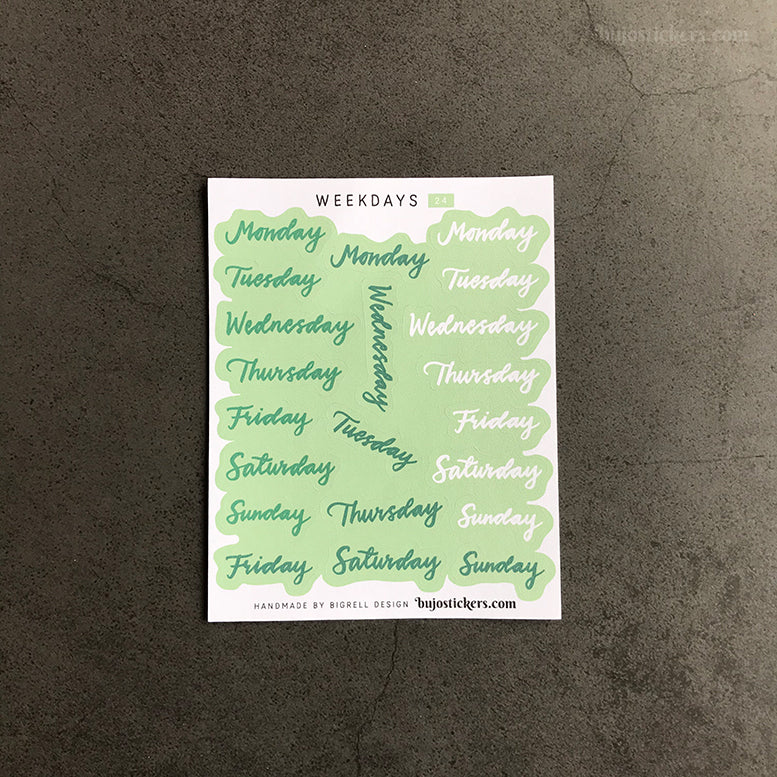 bujostickers.com
WEEKDAYS 24
Monday
Tuesday
Wednesday
Thursday
Friday
Saturday
Sunday
Friday
Monday
Wednesday
Tuesday
Thursday
Saturday
Monday
Tuesday
Wednesday
Thursday
Friday
Saturday
Sunday
Sunday
HANDMADE BY BIGRELL DESIGN bujostickers.com